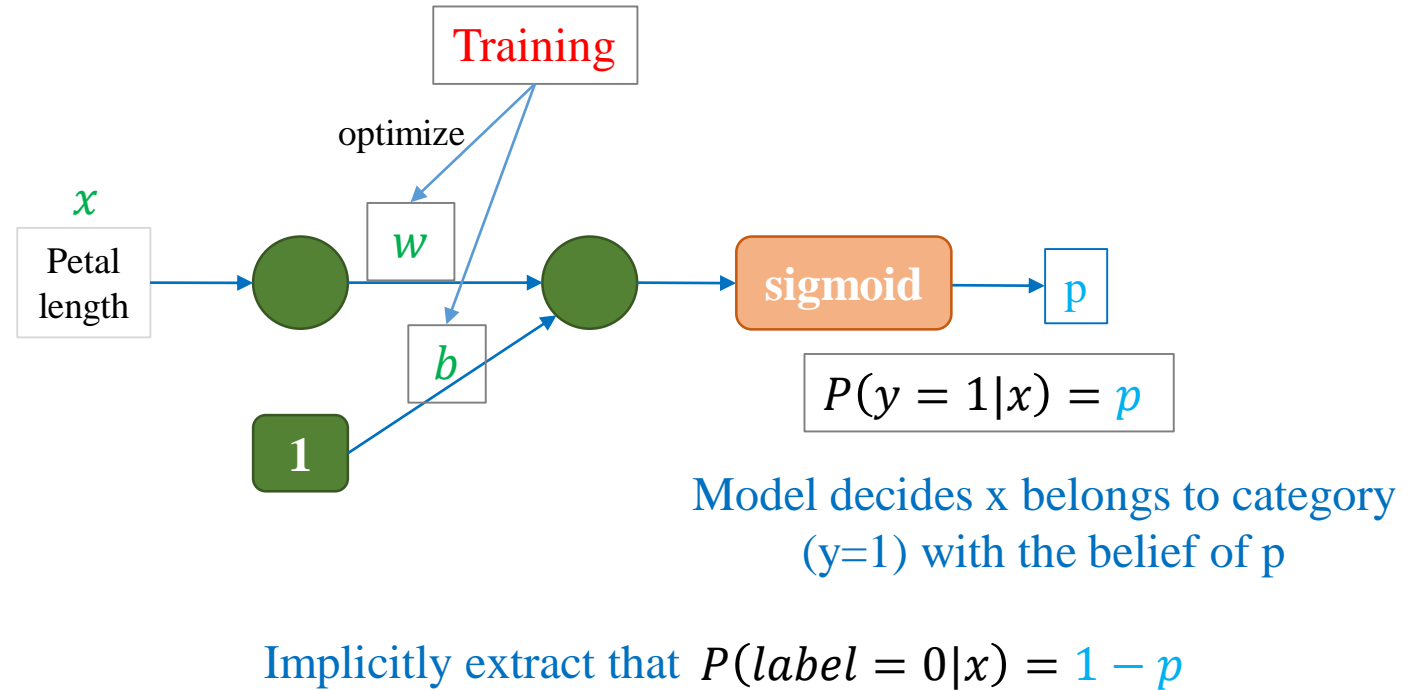 Training
optimize
x
Petal
length
w
b
1
sigmoid
p
P(y = 1|x) = p
Model decides x belongs to category
(y=1) with the belief of p
Implicitly extract that P(label = 0|x) = 1 − p